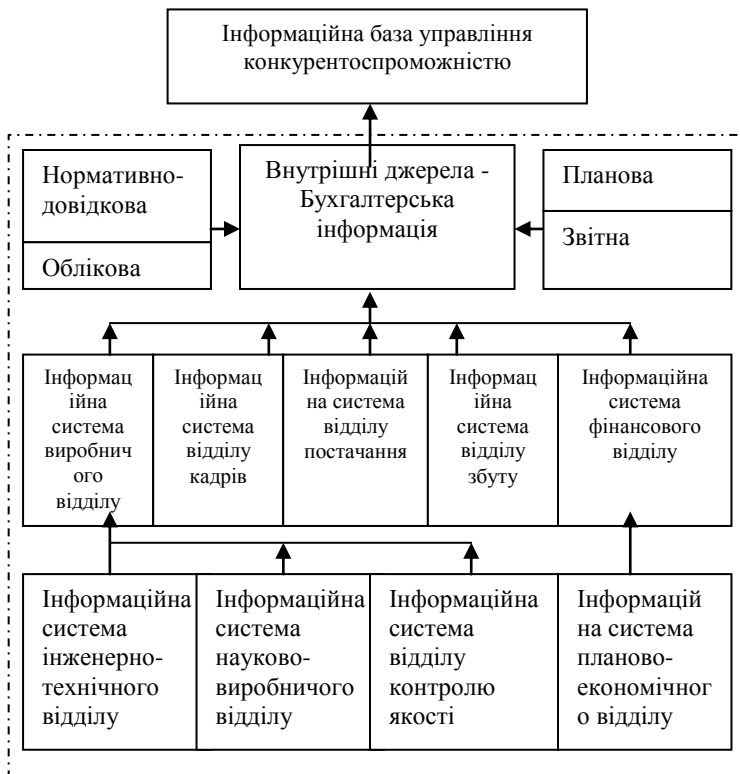 Інформаційна база управління
конкурентоспроможністю
Нормативно-
довідкова
Облікова
Внутрішні джерела -
Бухгалтерська
інформація
Планова
Звітна
Інформац
ійна
система
виробнич
ого
відділу
Інформац
ійна
система
відділу
кадрів
Інформацій
на система
відділу
постачання
Інформац
ійна
система
відділу
збуту
Інформаційна
система
фінансового
відділу
Інформаційна
система
інженерно-
технічного
відділу
Інформаційна
система
науково-
виробничого
відділу
Інформаційна
система
відділу
контролю
якості
Інформацій
на система
планово-
економічног
о відділу